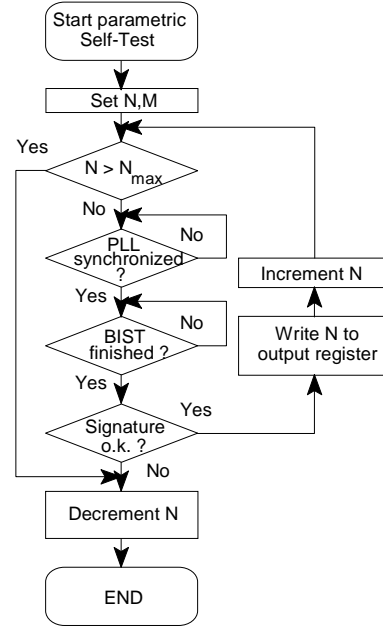 Start parametric
Self-Test
Set N,M
Yes
N > Nmax
No
PLL
synchronized
?
No
Increment N
Yes
BIST
finished ?
No
Write N to
output register
Yes
Signature
o.k. ?
Yes
No
Decrement N
END